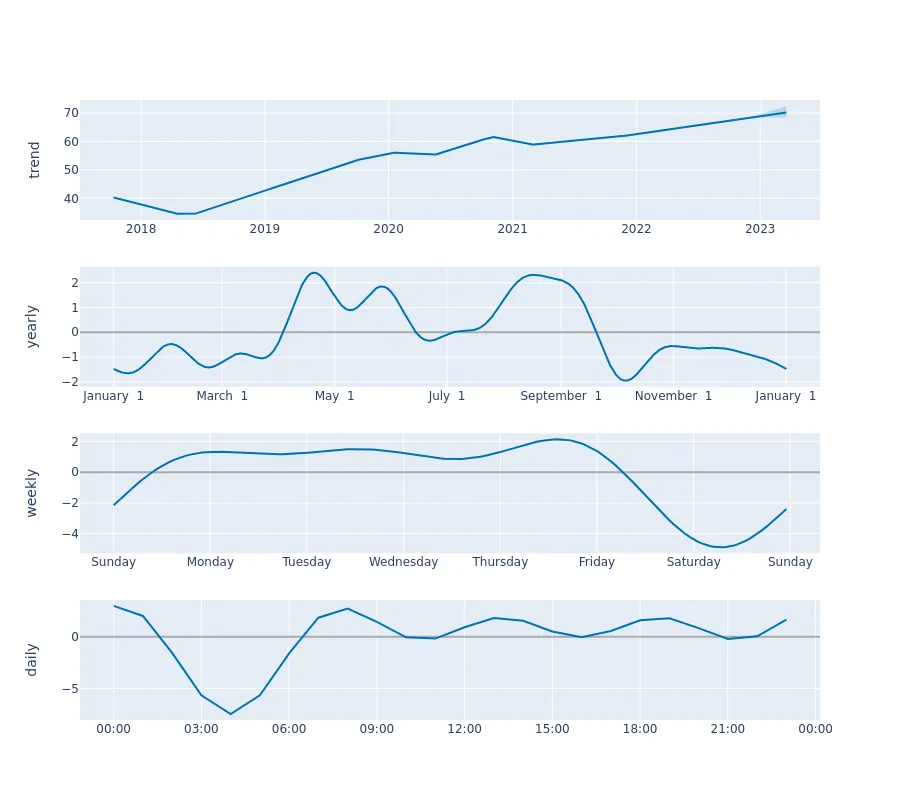 trend
70
60
50
40
2018 2019 2020 2021 2022 2023
yearly
2
1
0
−1
−2
January 1 March 1 May 1 July 1 September 1 November 1 January 1
weekly
2
0
−2
−4
Sunday Monday Tuesday Wednesday Thursday Friday Saturday Sunday
daily
0
−5
00:00 03:00 06:00 09:00 12:00 15:00 18:00 21:00 00:00